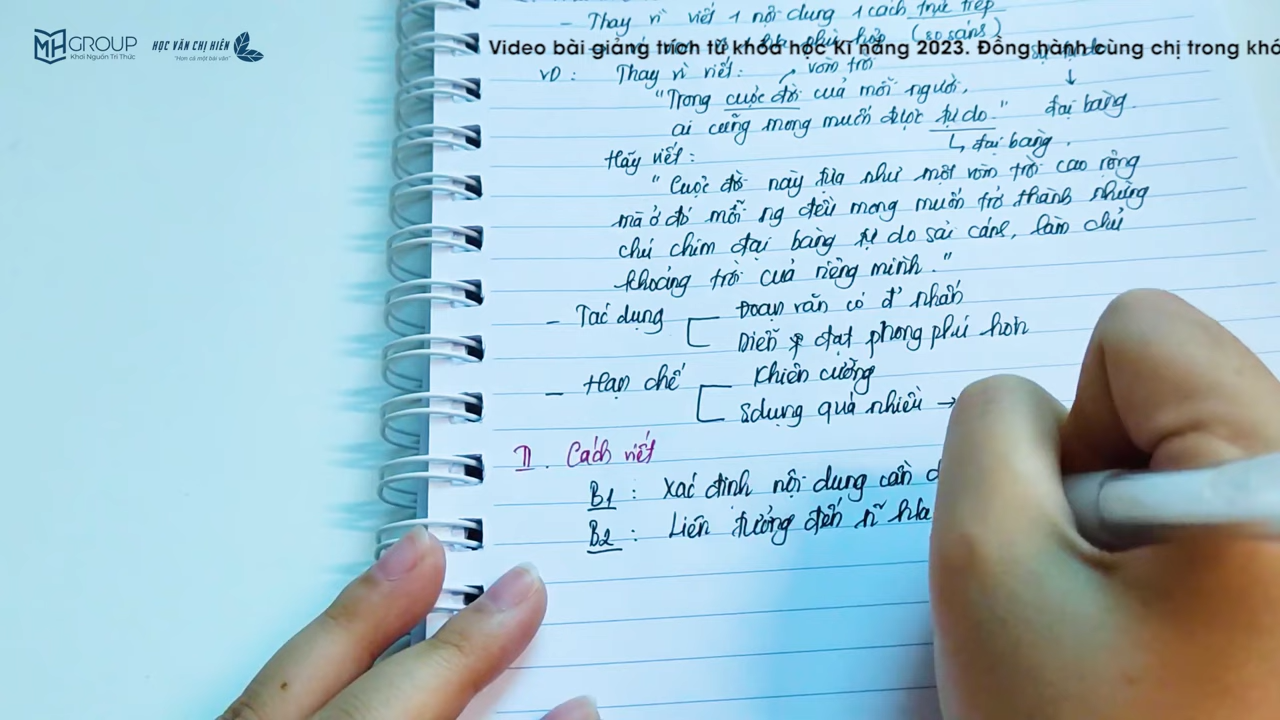 MH GROUP
Khơi Nguồn Tri Thức
HỌC VĂN CHỊ HIÊN
"Hơn cả một bài văn"
- Thay vì viết 1 nội dung 1 cách trực tiếp
(so sánh)
Video bài giảng trích từ khóa học Kĩ năng 2023. Đồng hành cùng chị trong khó
VD : Thay vì viết : vòm trời
"Trong cuộc đời của mỗi người,
ai cũng mong muốn được tự do." đại bàng
↳ đại bàng.
Hãy viết :
"Cuộc đời này tựa như một vòm trời cao rộng
mà ở đó mỗi ng đều mong muốn trở thành những
chú chim đại bàng tự do sải cánh, làm chủ
khoảng trời của riêng mình."
- Tác dụng Đoạn văn có đ' nhấn
Diễn đạt phong phú hơn
- Hạn chế Khiên cưỡng
Sdụng quá nhiều →
II. Cách viết
B1 : Xác định nội dung cần
B2 : Liên tưởng đến